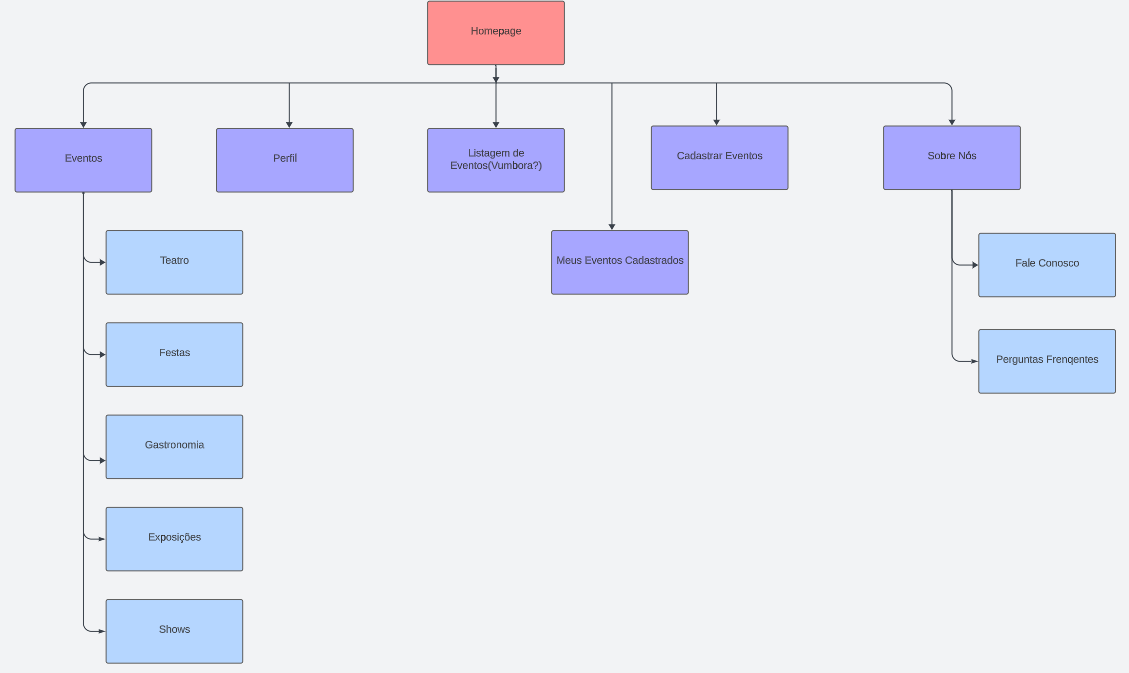 Homepage
Eventos
Perfil
Listagem de
Eventos(Vumbora?)
Cadastrar Eventos
Sobre Nós
Meus Eventos Cadastrados
Teatro
Festas
Gastronomia
Exposições
Shows
Fale Conosco
Perguntas Frenqentes